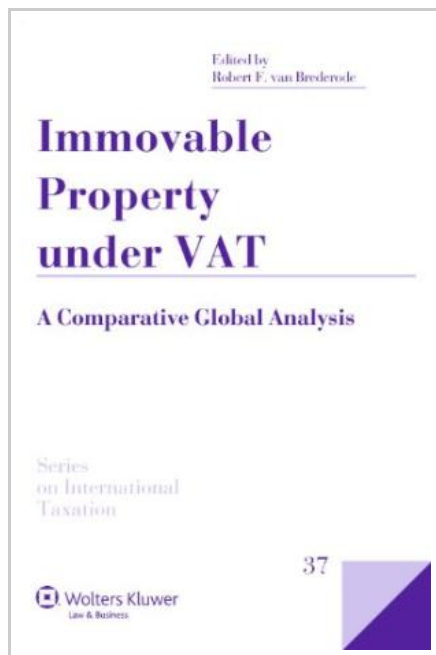 Edited by
Robert F. van Brederode
Immovable
Property
under VAT
A Comparative Global Analysis
Series
on International
Taxation
37
Wolters Kluwer
Law & Business